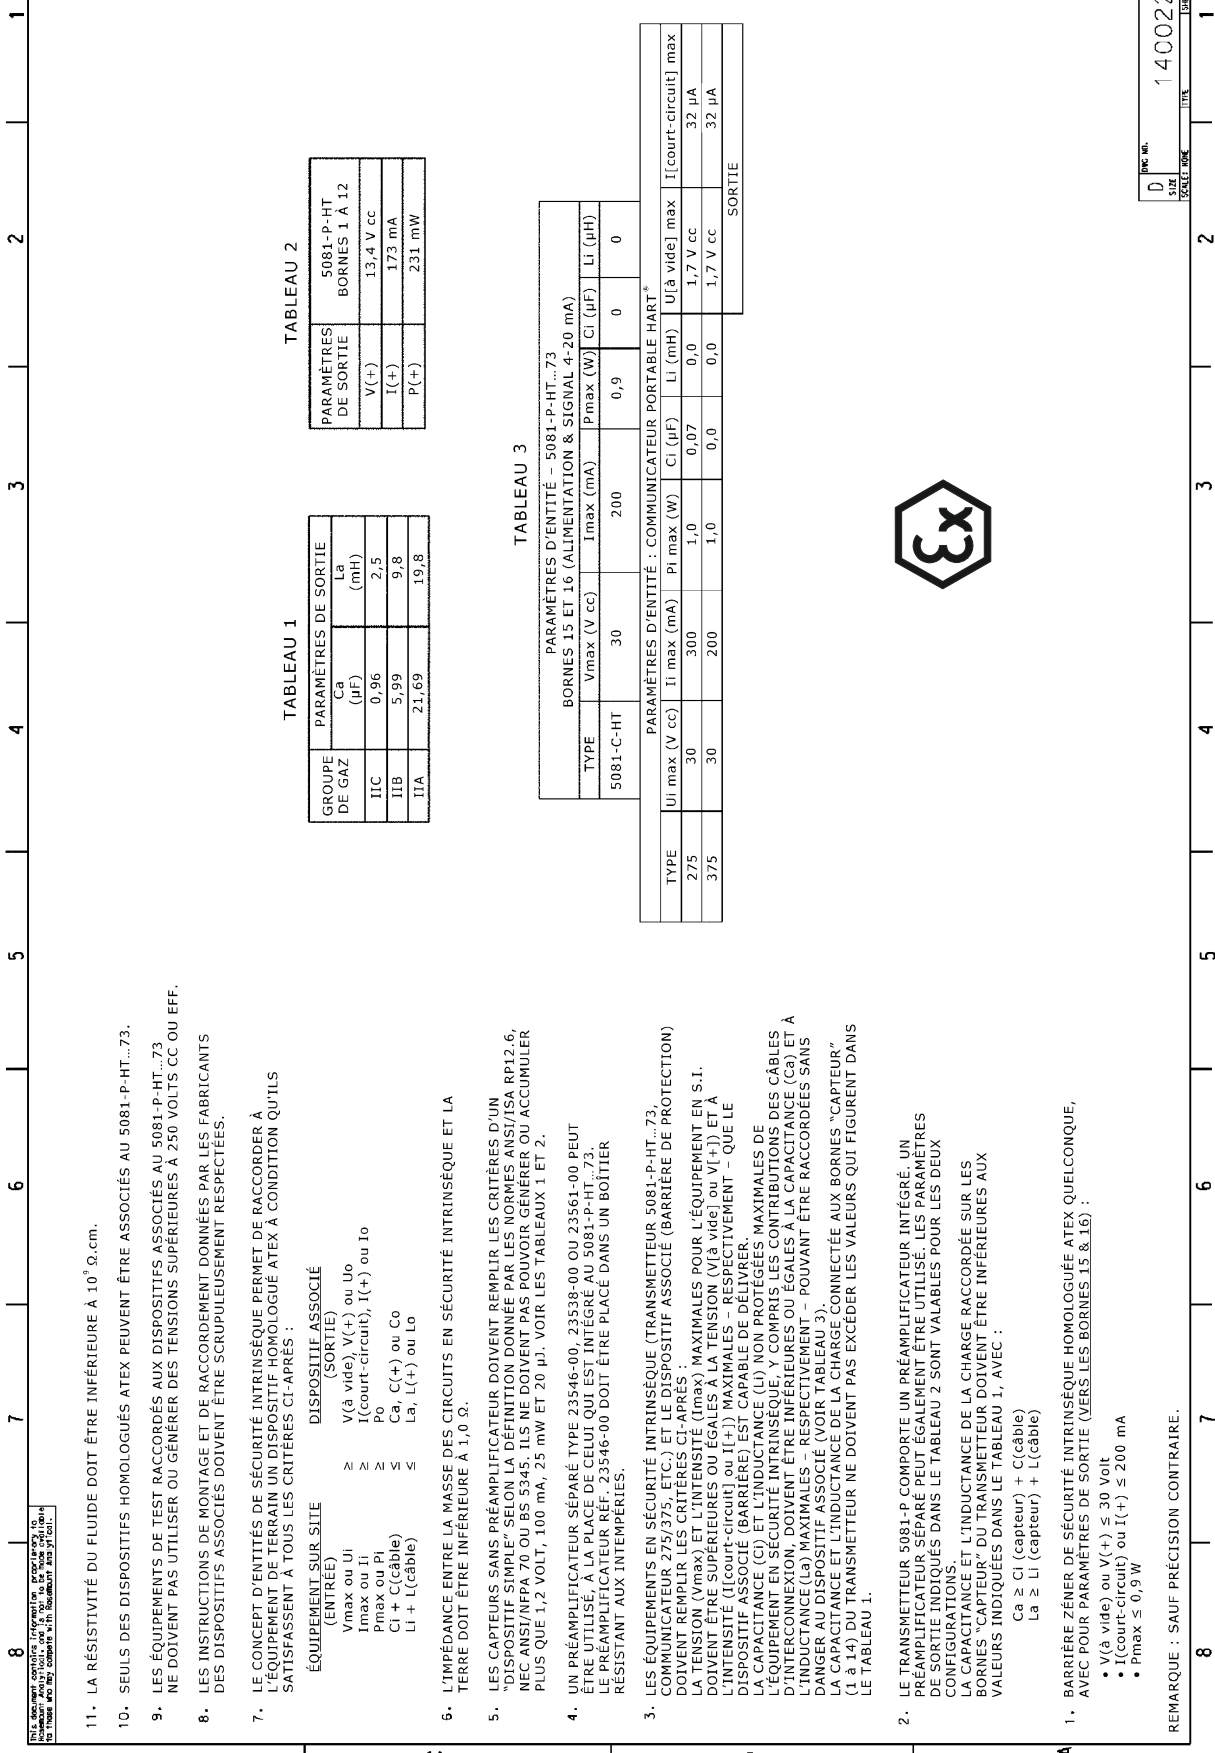 This document contains information proprietary to
Rosemount Analytical, and is not to be made available
to those who may compete with Rosemount Analytical.
8
7
6
5
4
3
2
1
11. LA RÉSISTIVITÉ DU FLUIDE DOIT ÊTRE INFÉRIEURE À 10⁹ Ω.cm.
10. SEULS DES DISPOSITIFS HOMOLOGUÉS ATEX PEUVENT ÊTRE ASSOCIÉS AU 5081-P-HT…73.
9. LES ÉQUIPEMENTS DE TEST RACCORDÉS AUX DISPOSITIFS ASSOCIÉS AU 5081-P-HT…73
NE DOIVENT PAS UTILISER OU GÉNÉRER DES TENSIONS SUPÉRIEURES À 250 VOLTS CC OU EFF.
8. LES INSTRUCTIONS DE MONTAGE ET DE RACCORDEMENT DONNÉES PAR LES FABRICANTS
DES DISPOSITIFS ASSOCIÉS DOIVENT ÊTRE SCRUPULEUSEMENT RESPECTÉES.
7. LE CONCEPT D'ENTITÉS DE SÉCURITÉ INTRINSÈQUE PERMET DE RACCORDER À
L'ÉQUIPEMENT DE TERRAIN UN DISPOSITIF HOMOLOGUÉ ATEX À CONDITION QU'ILS
SATISFASSENT À TOUS LES CRITÈRES CI-APRÈS :
ÉQUIPEMENT SUR SITE DISPOSITIF ASSOCIÉ
(ENTRÉE) (SORTIE)
Vmax ou Ui ≥ V(à vide), V(+) ou Uo
Imax ou Ii ≥ I(court-circuit), I(+) ou Io
Pmax ou Pi ≥ Po
Ci + C(câble) ≤ Ca, C(+) ou Co
Li + L(câble) ≤ La, L(+) ou Lo
6. L'IMPÉDANCE ENTRE LA MASSE DES CIRCUITS EN SÉCURITÉ INTRINSÈQUE ET LA
TERRE DOIT ÊTRE INFÉRIEURE À 1,0 Ω.
5. LES CAPTEURS SANS PRÉAMPLIFICATEUR DOIVENT REMPLIR LES CRITÈRES D'UN
"DISPOSITIF SIMPLE" SELON LA DÉFINITION DONNÉE PAR LES NORMES ANSI/ISA RP12.6,
NEC ANSI/NFPA 70 OU BS 5345. ILS NE DOIVENT PAS POUVOIR GÉNÉRER OU ACCUMULER
PLUS QUE 1,2 VOLT, 100 mA, 25 mW ET 20 µJ. VOIR LES TABLEAUX 1 ET 2.
4. UN PRÉAMPLIFICATEUR SÉPARÉ TYPE 23546-00, 23538-00 OU 23561-00 PEUT
ÊTRE UTILISÉ, À LA PLACE DE CELUI QUI EST INTÉGRÉ AU 5081-P-HT…73.
LE PRÉAMPLIFICATEUR RÉF. 23546-00 DOIT ÊTRE PLACÉ DANS UN BOÎTIER
RÉSISTANT AUX INTEMPÉRIES.
3. LES ÉQUIPEMENTS EN SÉCURITÉ INTRINSÈQUE (TRANSMETTEUR 5081-P-HT…73,
COMMUNICATEUR 275/375, ETC.) ET LE DISPOSITIF ASSOCIÉ (BARRIÈRE DE PROTECTION)
DOIVENT REMPLIR LES CRITÈRES CI-APRÈS :
LA TENSION (Vmax) ET L'INTENSITÉ (Imax) MAXIMALES POUR L'ÉQUIPEMENT EN S.I.
DOIVENT ÊTRE SUPÉRIEURES OU ÉGALES À LA TENSION (V[à vide] ou V[+]) ET À
L'INTENSITÉ (I[court-circuit] ou I[+]) MAXIMALES – RESPECTIVEMENT – QUE LE
DISPOSITIF ASSOCIÉ (BARRIÈRE) EST CAPABLE DE DÉLIVRER.
LA CAPACITANCE (Ci) ET L'INDUCTANCE (Li) NON PROTÉGÉES MAXIMALES DE
L'ÉQUIPEMENT EN SÉCURITÉ INTRINSÈQUE, Y COMPRIS LES CONTRIBUTIONS DES CÂBLES
D'INTERCONNEXION, DOIVENT ÊTRE INFÉRIEURES OU ÉGALES À LA CAPACITANCE (Ca) ET À
L'INDUCTANCE (La) MAXIMALES – RESPECTIVEMENT – POUVANT ÊTRE RACCORDÉES SANS
DANGER AU DISPOSITIF ASSOCIÉ (VOIR TABLEAU 3).
LA CAPACITANCE ET L'INDUCTANCE DE LA CHARGE CONNECTÉE AUX BORNES "CAPTEUR"
(1 à 14) DU TRANSMETTEUR NE DOIVENT PAS EXCÉDER LES VALEURS QUI FIGURENT DANS
LE TABLEAU 1.
2. LE TRANSMETTEUR 5081-P COMPORTE UN PRÉAMPLIFICATEUR INTÉGRÉ. UN
PRÉAMPLIFICATEUR SÉPARÉ PEUT ÉGALEMENT ÊTRE UTILISÉ. LES PARAMÈTRES
DE SORTIE INDIQUÉS DANS LE TABLEAU 2 SONT VALABLES POUR LES DEUX
CONFIGURATIONS.
LA CAPACITANCE ET L'INDUCTANCE DE LA CHARGE RACCORDÉE SUR LES
BORNES "CAPTEUR" DU TRANSMETTEUR DOIVENT ÊTRE INFÉRIEURES AUX
VALEURS INDIQUÉES DANS LE TABLEAU 1, AVEC :
Ca ≥ Ci (capteur) + C(câble)
La ≥ Li (capteur) + L(câble)
1. BARRIÈRE ZÉNER DE SÉCURITÉ INTRINSÈQUE HOMOLOGUÉE ATEX QUELCONQUE,
AVEC POUR PARAMÈTRES DE SORTIE (VERS LES BORNES 15 & 16) :
• V(à vide) ou V(+) ≤ 30 Volt
• I(court-circuit) ou I(+) ≤ 200 mA
• Pmax ≤ 0,9 W
REMARQUE : SAUF PRÉCISION CONTRAIRE.
TABLEAU 1
GROUPE DE GAZ PARAMÈTRES DE SORTIE
Ca (µF) La (mH)
IIC 0,96 2,5
IIB 5,99 9,8
IIA 21,69 19,8
TABLEAU 2
PARAMÈTRES 5081-P-HT
DE SORTIE BORNES 1 À 12
V(+) 13,4 V cc
I(+) 173 mA
P(+) 231 mW
TABLEAU 3
PARAMÈTRES D'ENTITÉ – 5081-P-HT…73
BORNES 15 ET 16 (ALIMENTATION & SIGNAL 4-20 mA)
TYPE Vmax (V cc) Imax (mA) Pmax (W) Ci (µF) Li (µH)
5081-C-HT 30 200 0,9 0 0
PARAMÈTRES D'ENTITÉ : COMMUNICATEUR PORTABLE HART®
TYPE Ui max (V cc) Ii max (mA) Pi max (W) Ci (µF) Li (mH) U[à vide] max I[court-circuit] max
275 30 300 1,0 0,07 0,0 1,7 V cc 32 µA
375 30 200 1,0 0,0 0,0 1,7 V cc 32 µA
SORTIE
Ex
D
SIZE
DWG NO.
14002
SCALE: NONE
TYPE
8
7
6
5
4
3
2
1
A